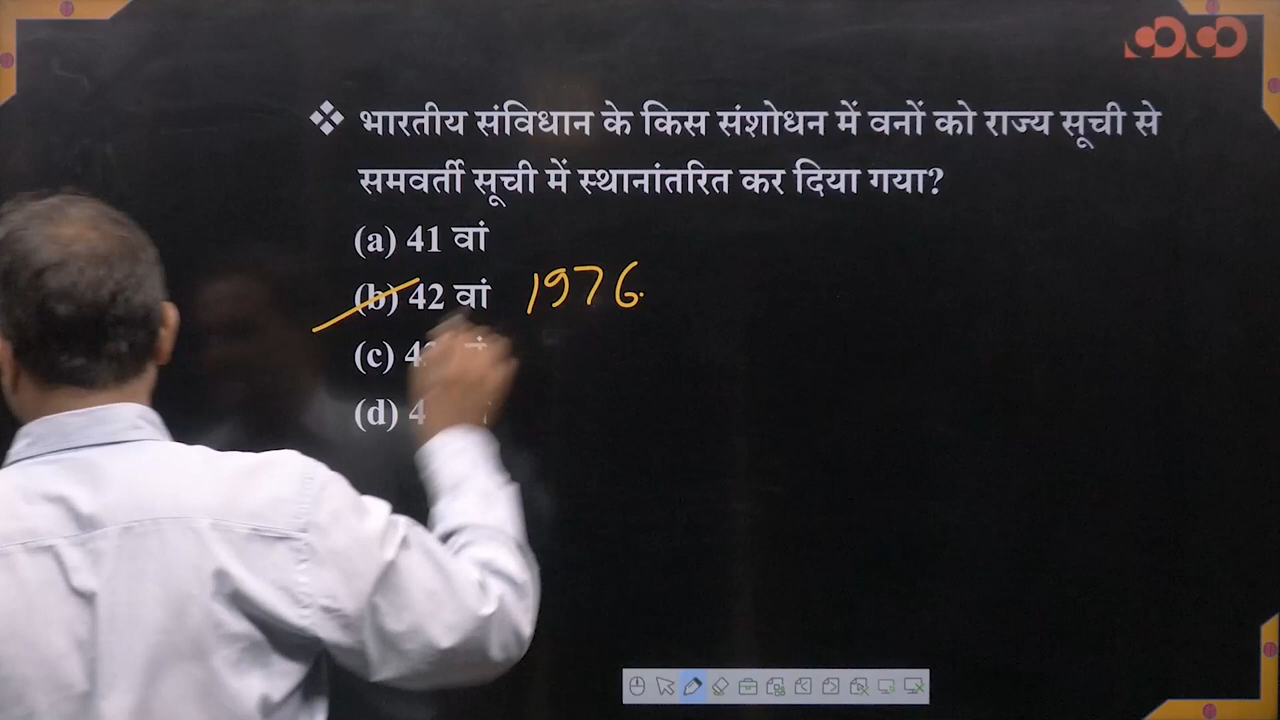 ❖ भारतीय संविधान के किस संशोधन में वनों को राज्य सूची से
समवर्ती सूची में स्थानांतरित कर दिया गया?
(a) 41 वां
(b) 42 वां 1976.
(c)
(d)